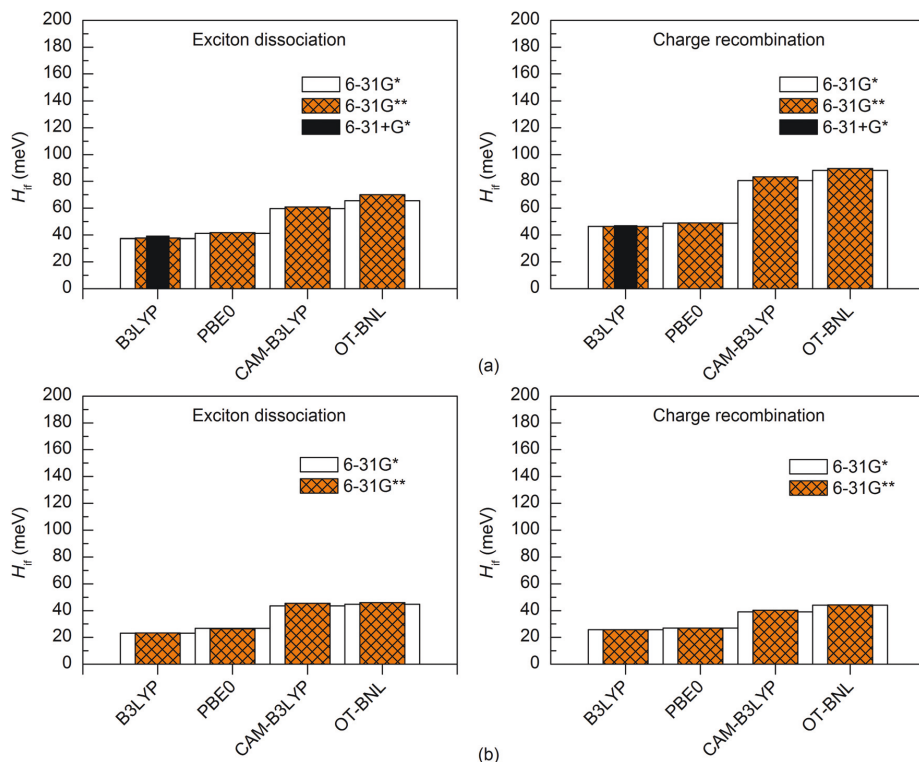 Exciton dissociation
200
180
160
140
120
100
80
60
40
20
0
H_if (meV)
6-31G*
6-31G**
6-31+G*
B3LYP
PBE0
CAM-B3LYP
OT-BNL
Charge recombination
200
180
160
140
120
100
80
60
40
20
0
H_if (meV)
6-31G*
6-31G**
6-31+G*
B3LYP
PBE0
CAM-B3LYP
OT-BNL
(a)
Exciton dissociation
200
180
160
140
120
100
80
60
40
20
0
H_if (meV)
6-31G*
6-31G**
B3LYP
PBE0
CAM-B3LYP
OT-BNL
Charge recombination
200
180
160
140
120
100
80
60
40
20
0
H_if (meV)
6-31G*
6-31G**
B3LYP
PBE0
CAM-B3LYP
OT-BNL
(b)